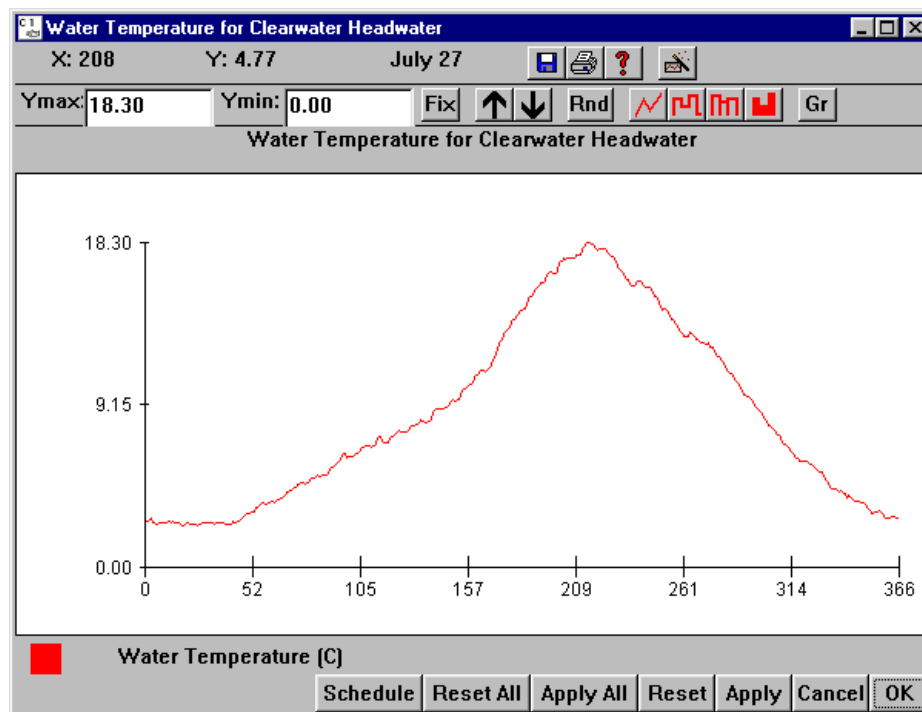 Water Temperature for Clearwater Headwater
X: 208 Y: 4.77 July 27
Ymax: 18.30 Ymin: 0.00 Fix Rnd Gr
Water Temperature for Clearwater Headwater
18.30
9.15
0.00
0 52 105 157 209 261 314 366
Water Temperature (C)
Schedule Reset All Apply All Reset Apply Cancel OK